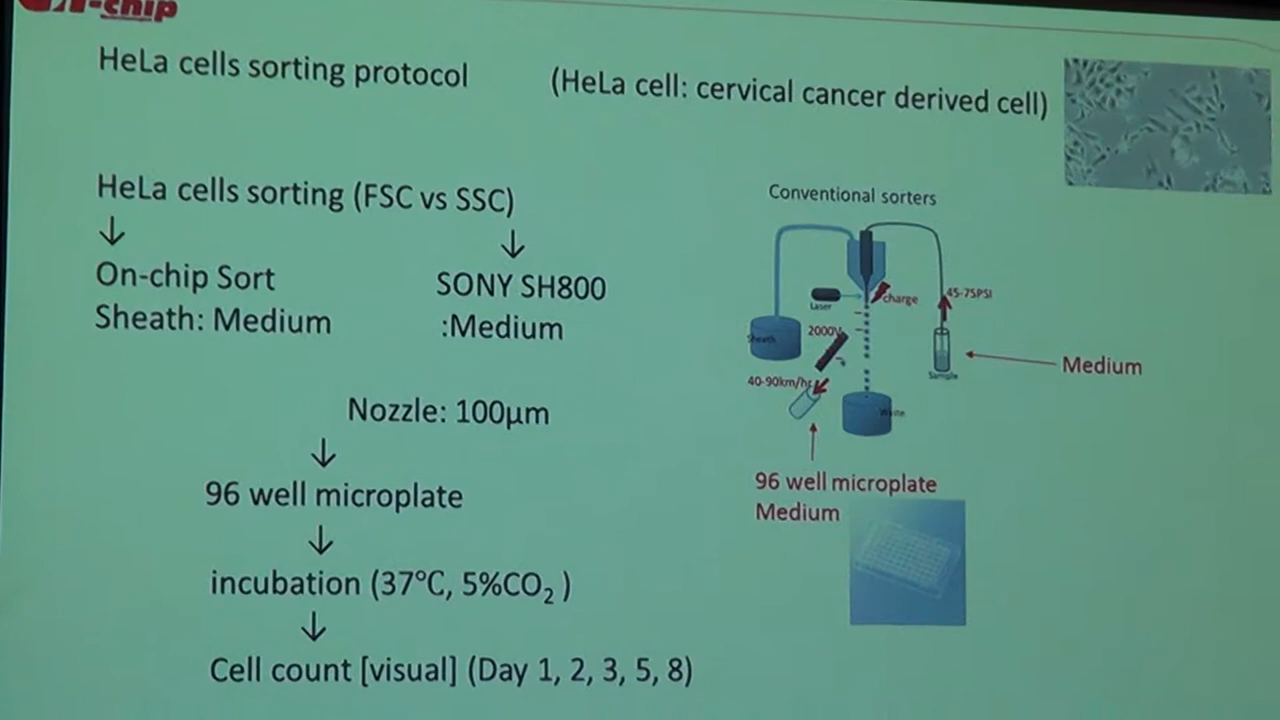 On-chip
HeLa cells sorting protocol
(HeLa cell: cervical cancer derived cell)
HeLa cells sorting (FSC vs SSC)
↓ ↓
On-chip Sort
Sheath: Medium
SONY SH800
:Medium
Nozzle: 100µm
↓
96 well microplate
↓
incubation (37℃, 5%CO₂ )
↓
Cell count [visual] (Day 1, 2, 3, 5, 8)
Conventional sorters
Laser
charge
45-75PSI
Sheath
2000V
Sample
Medium
40-90km/hr
Waste
96 well microplate
Medium